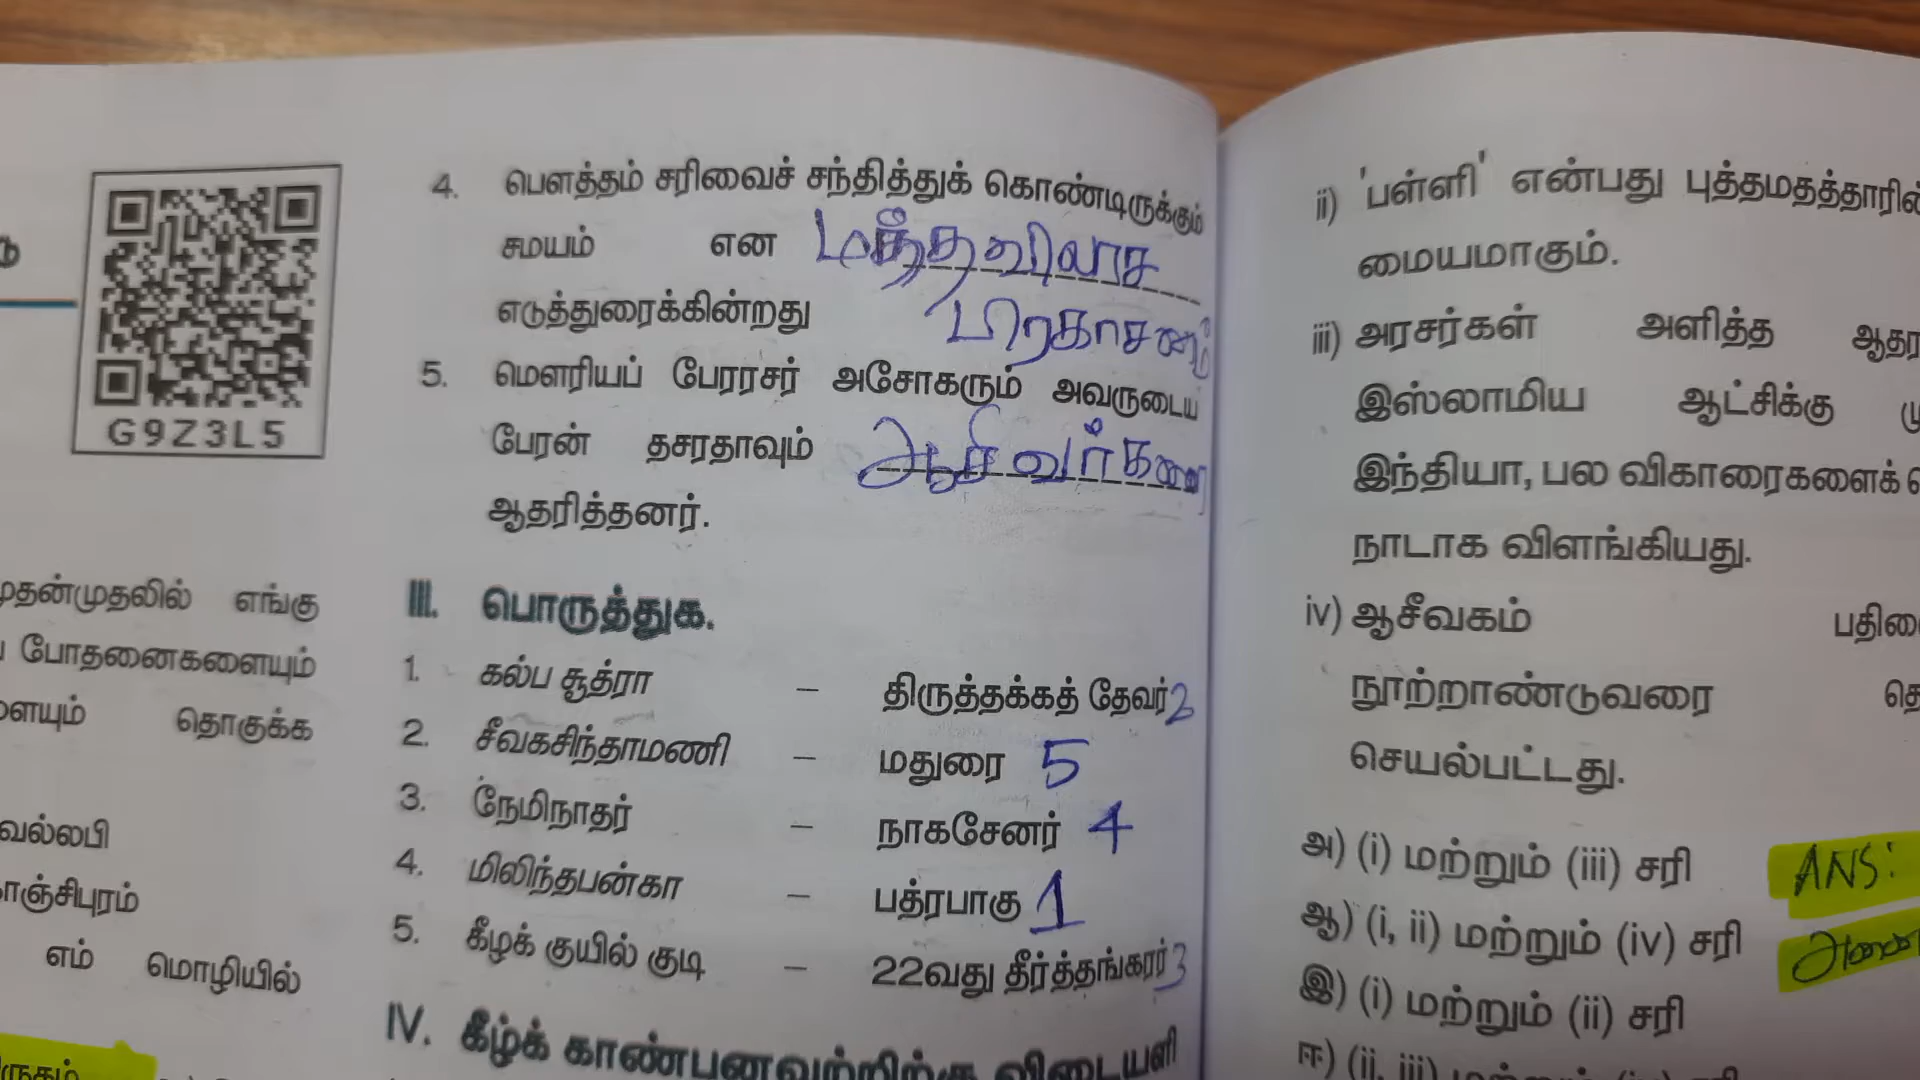 G9Z3L5
முதன்முதலில் எங்கு
போதனைகளையும்
தொகுக்க
வல்லபி
எம் மொழியில்
4. பௌத்தம் சரிவைச் சந்தித்துக் கொண்டிருக்கும்
சமயம் என மத்தவிலாச
எடுத்துரைக்கின்றது பிரகாசனம்
5. மௌரியப் பேரரசர் அசோகரும் அவருடைய
பேரன் தசரதாவும் ஆசிவர்களை
ஆதரித்தனர்.
III. பொருத்துக.
1. கல்ப சூத்ரா – திருத்தக்கத் தேவர் 2
2. சீவகசிந்தாமணி – மதுரை 5
3. நேமிநாதர் – நாகசேனர் 4
4. மிலிந்தபன்கா – பத்ரபாகு 1
5. கீழக் குயில் குடி – 22வது தீர்த்தங்கரர் 3
IV. கீழ்க் காண்பனவற்றிற்கு விடையளி
ii) 'பள்ளி' என்பது
மையமாகும்.
iii) அரசர்கள் அளித்த
இஸ்லாமிய ஆட்சிக்கு
இந்தியா, பல விகாரைகளைக்
நாடாக விளங்கியது.
iv) ஆசீவகம்
நூற்றாண்டுவரை
செயல்பட்டது.
அ) (i) மற்றும் (iii) சரி ANS:
ஆ) (i, ii) மற்றும் (iv) சரி
இ) (i) மற்றும் (ii) சரி
ஈ) (ii, iii) மற்றும்